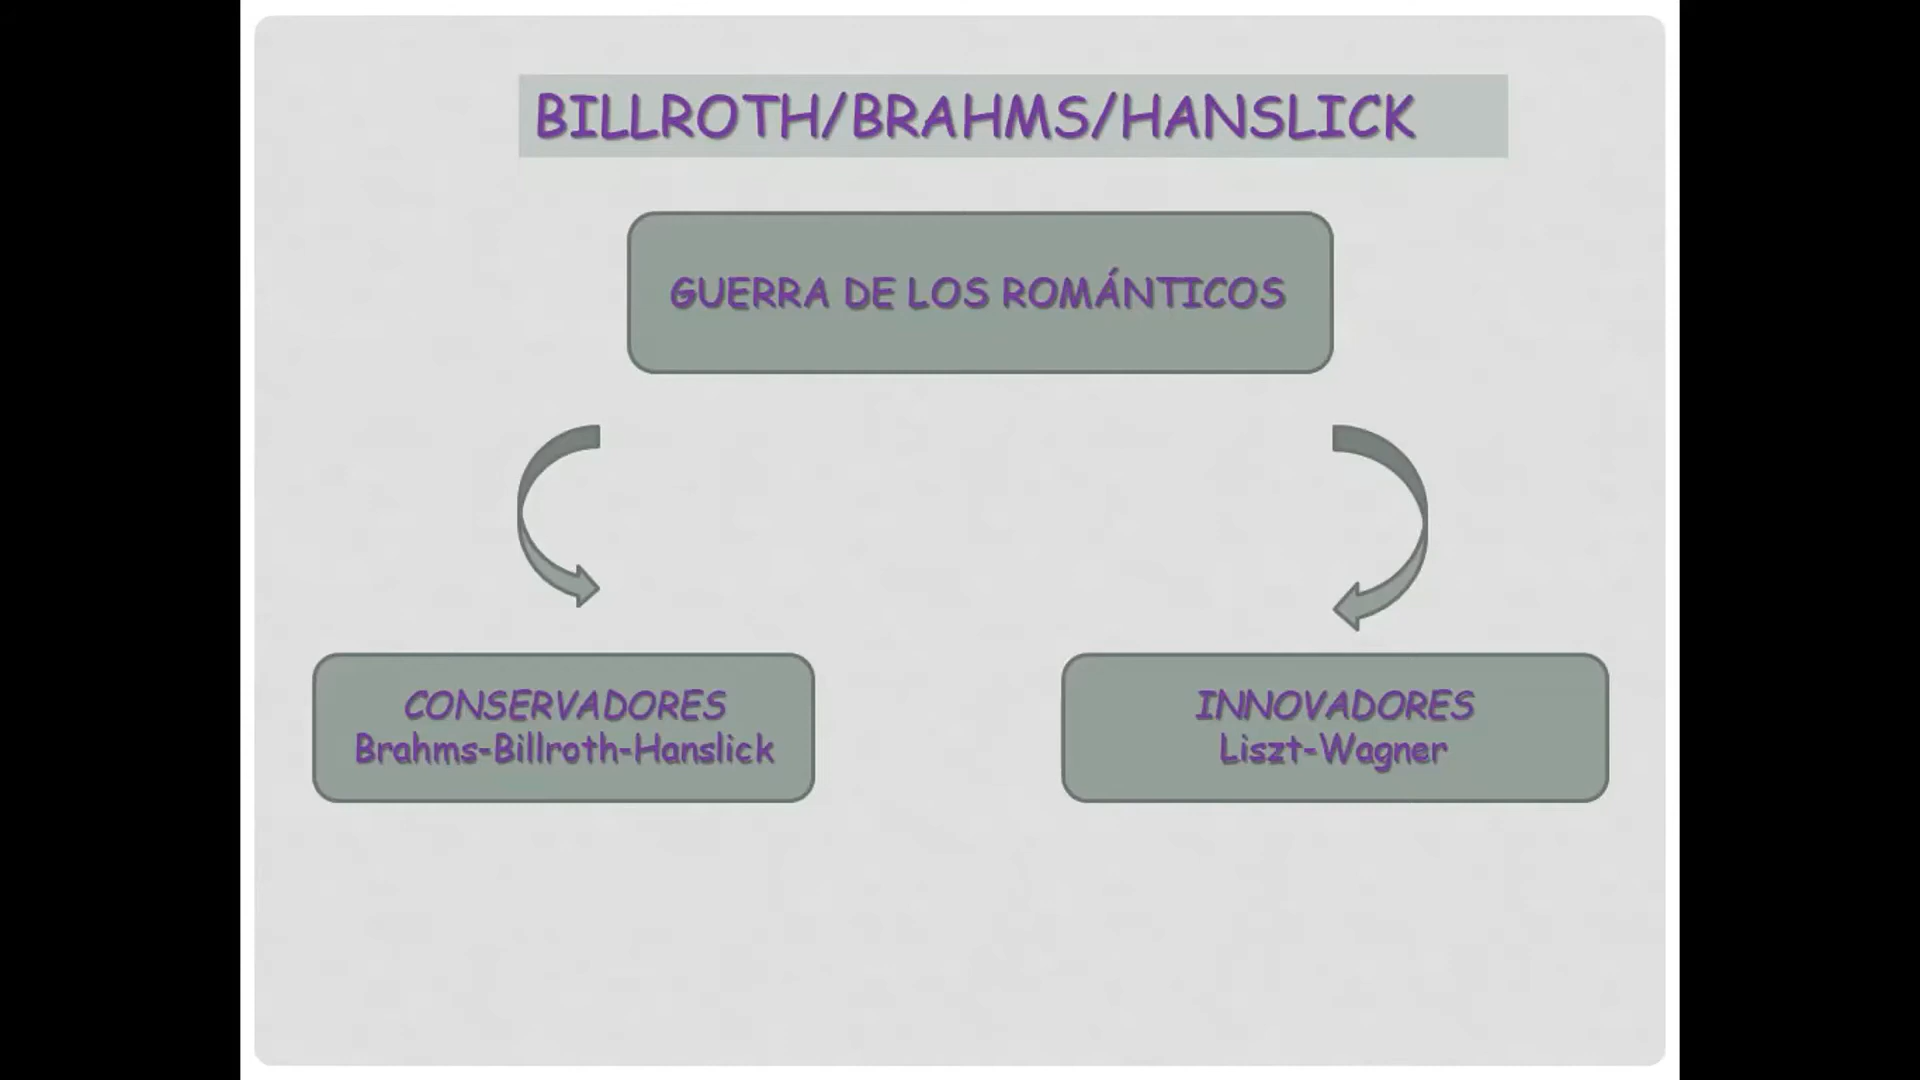 BILLROTH/BRAHMS/HANSLICK
GUERRA DE LOS ROMÁNTICOS
CONSERVADORES
Brahms-Billroth-Hanslick
INNOVADORES
Liszt-Wagner